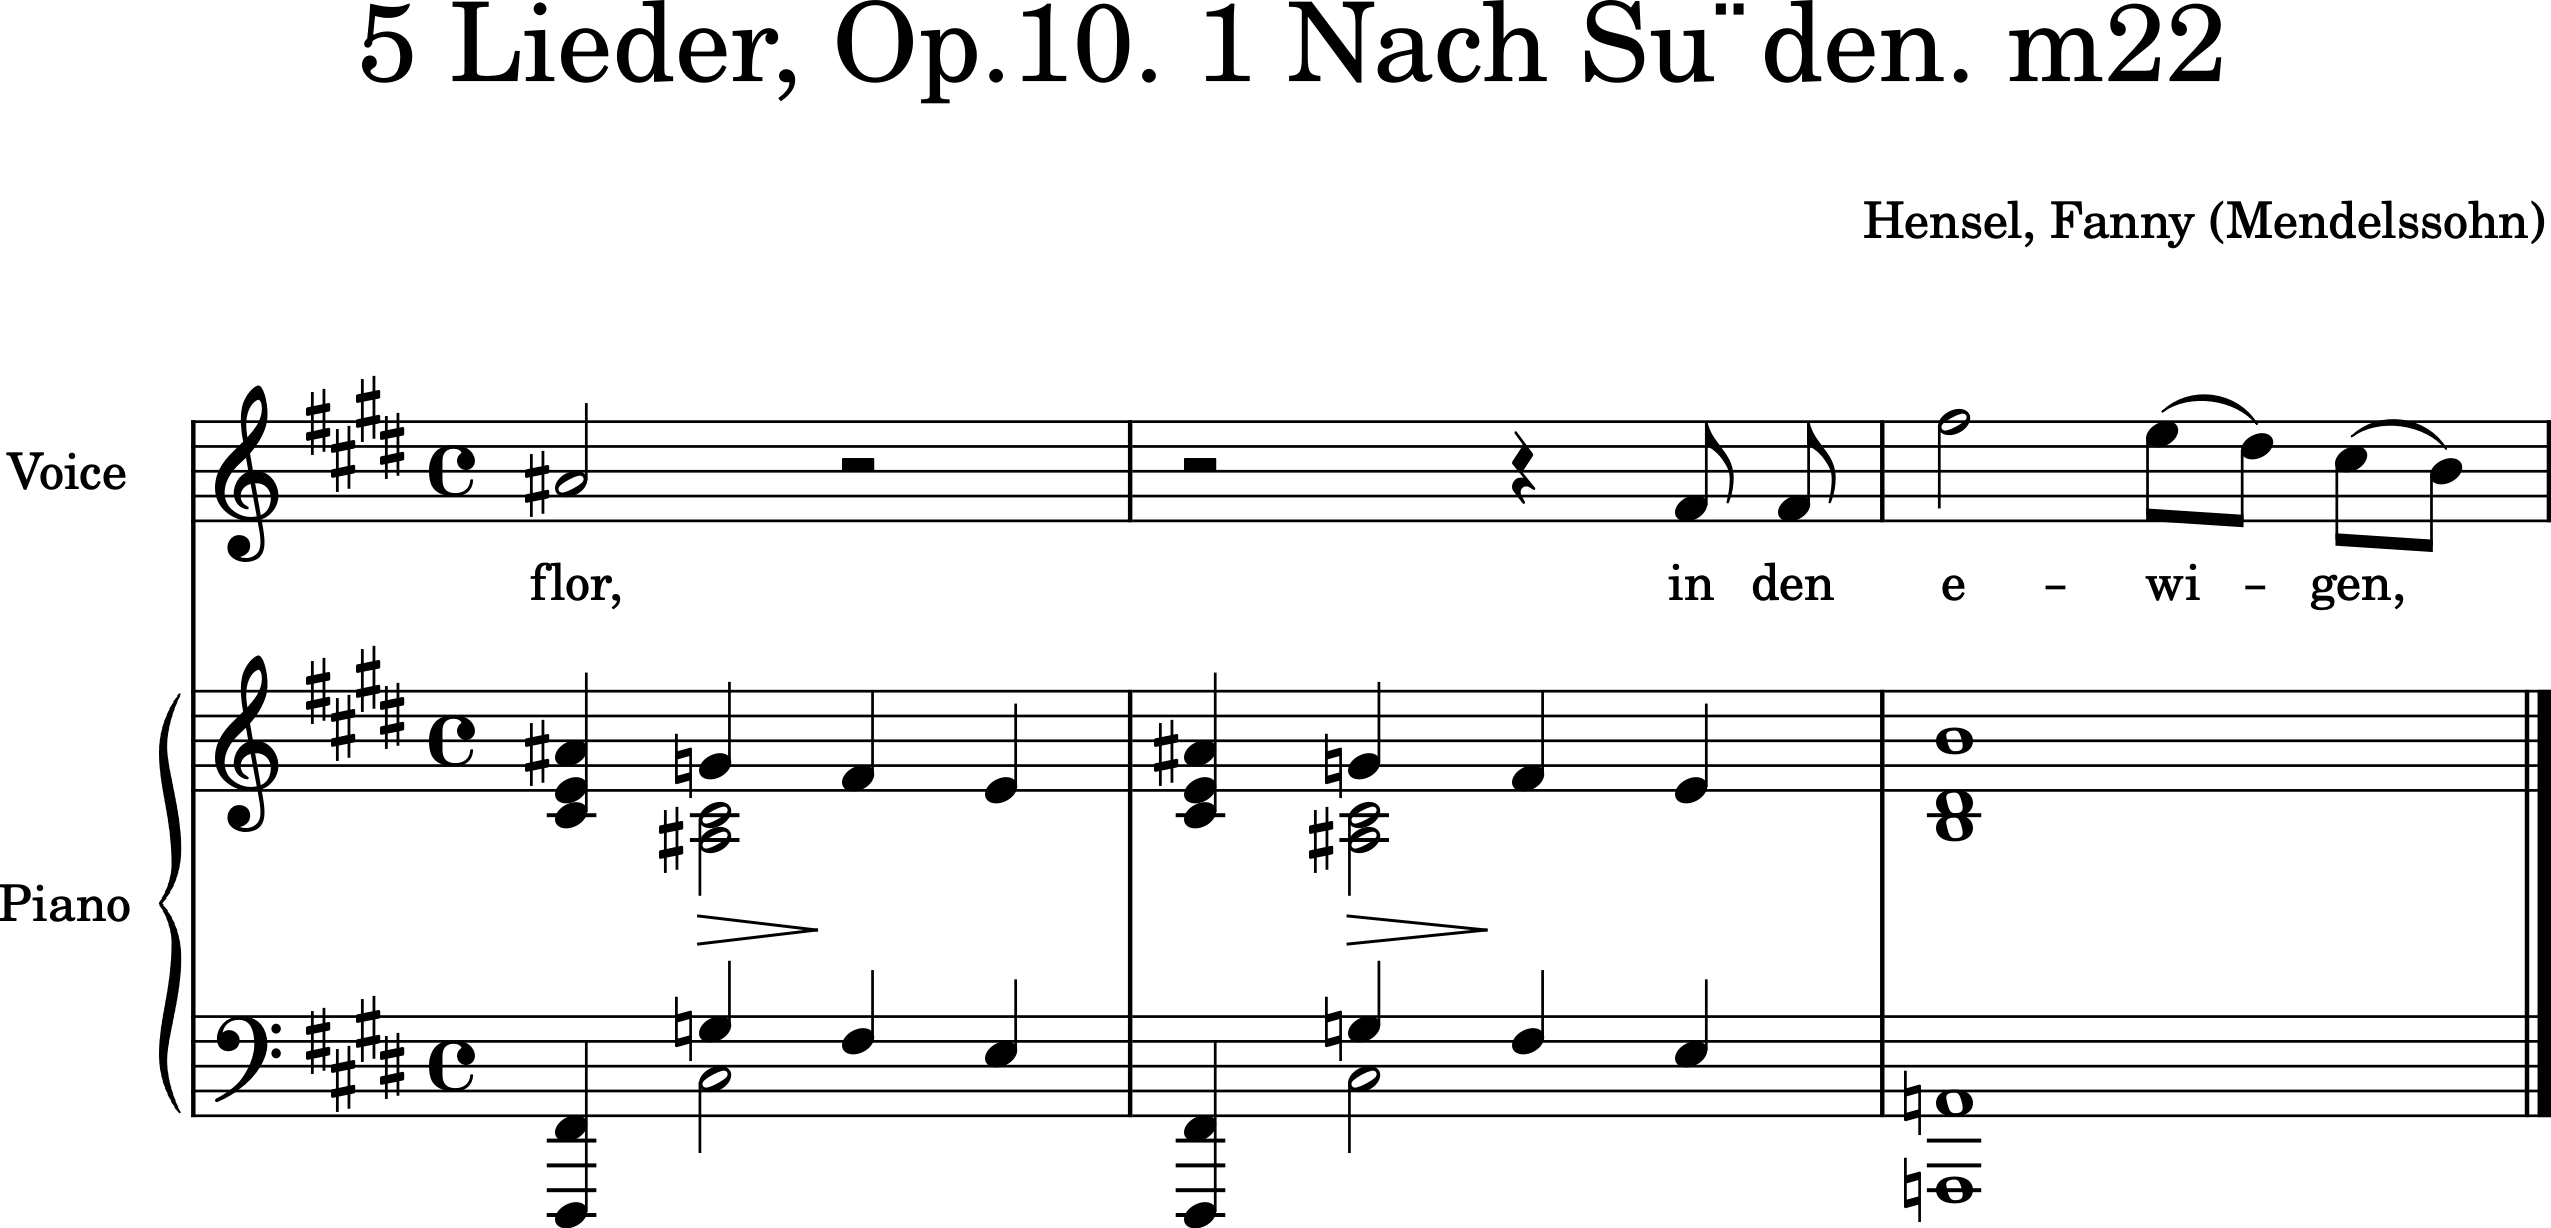 5 Lieder, Op.10. 1 Nach Su¨ den. m22
Hensel, Fanny (Mendelssohn)
Voice
flor, in den e – wi – gen,
Piano